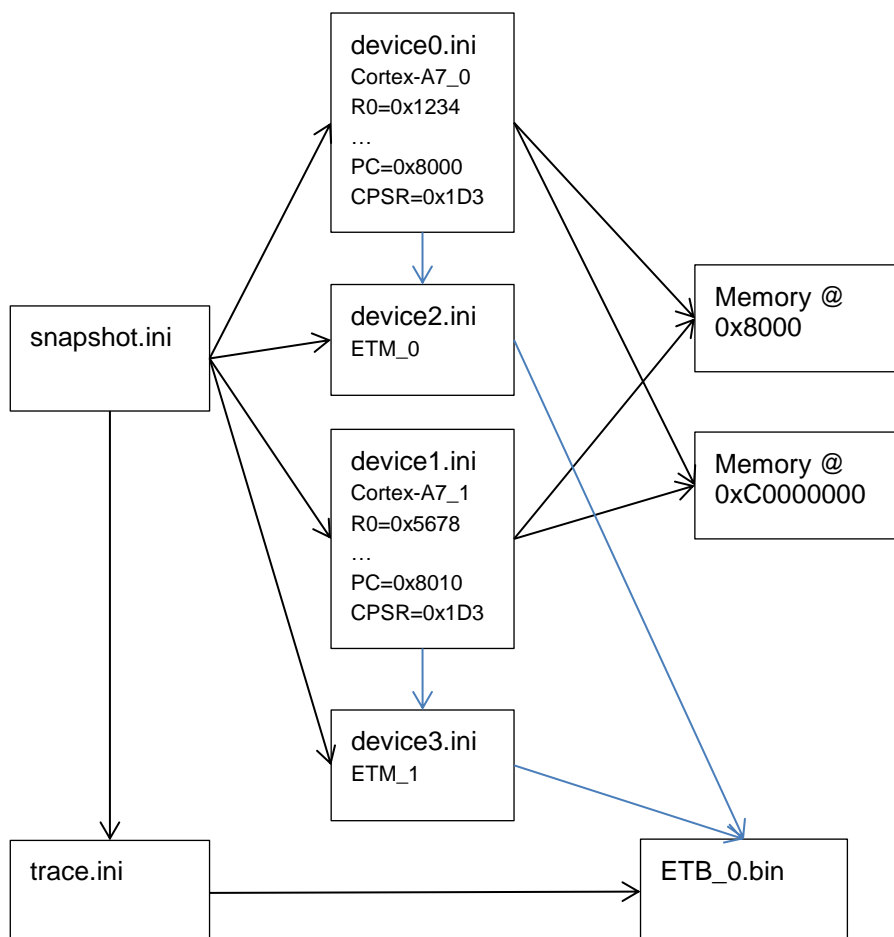 device0.ini
Cortex-A7_0
R0=0x1234
…
PC=0x8000
CPSR=0x1D3
snapshot.ini
device2.ini
ETM_0
Memory @
0x8000
device1.ini
Cortex-A7_1
R0=0x5678
…
PC=0x8010
CPSR=0x1D3
Memory @
0xC0000000
device3.ini
ETM_1
trace.ini
ETB_0.bin